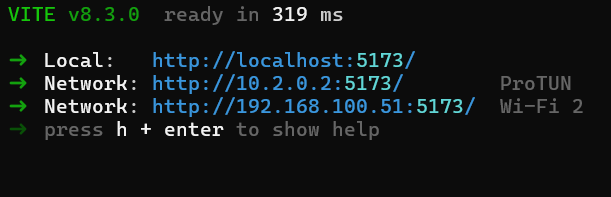 VITE v8.3.0  ready in 319 ms

➜  Local:   http://localhost:5173/
➜  Network: http://10.2.0.2:5173/        ProTUN
➜  Network: http://192.168.100.51:5173/  Wi-Fi 2
➜  press h + enter to show help